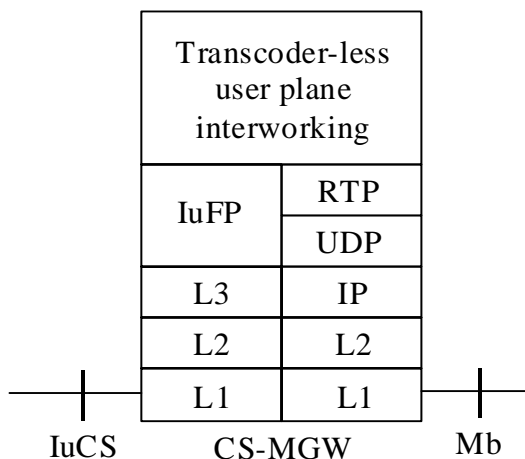 Transcoder-less
user plane
interworking
IuFP
RTP
UDP
L3
IP
L2
L2
L1
L1
IuCS
CS-MGW
Mb